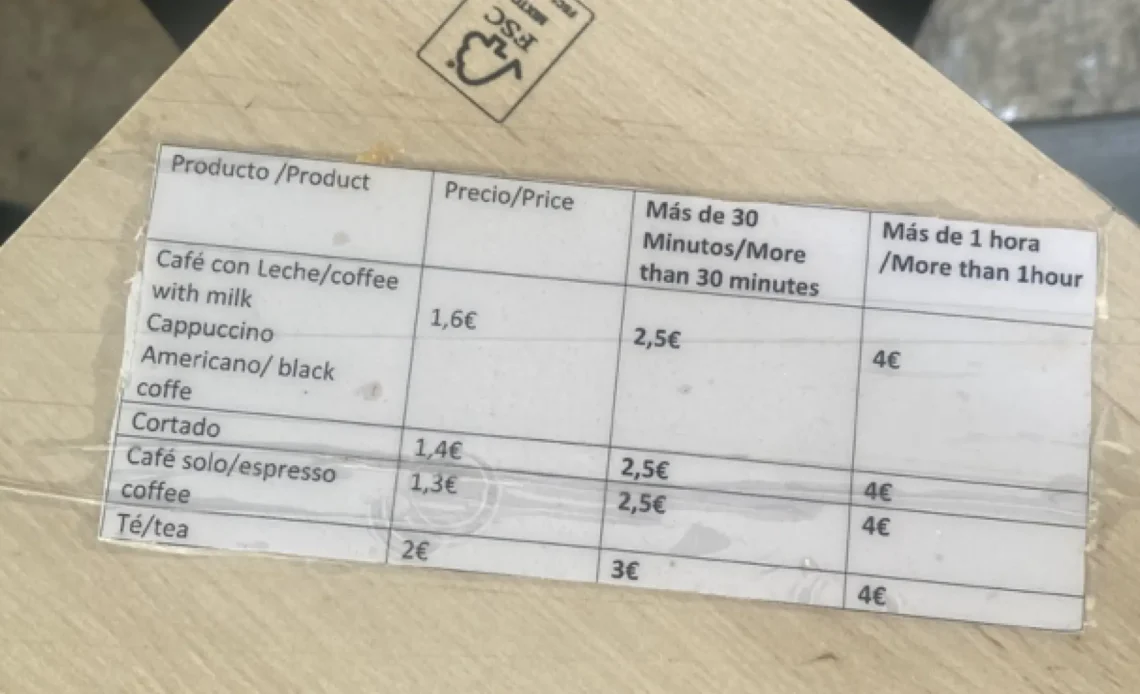 FSC
Producto /Product
Precio/Price
Más de 30
Minutos/More
than 30 minutes
Más de 1 hora
/More than 1hour
Café con Leche/coffee
with milk
Cappuccino
Americano/ black
coffe
1,6€
2,5€
4€
Cortado
1,4€
2,5€
4€
Café solo/espresso
coffee
1,3€
2,5€
4€
Té/tea
2€
3€
4€